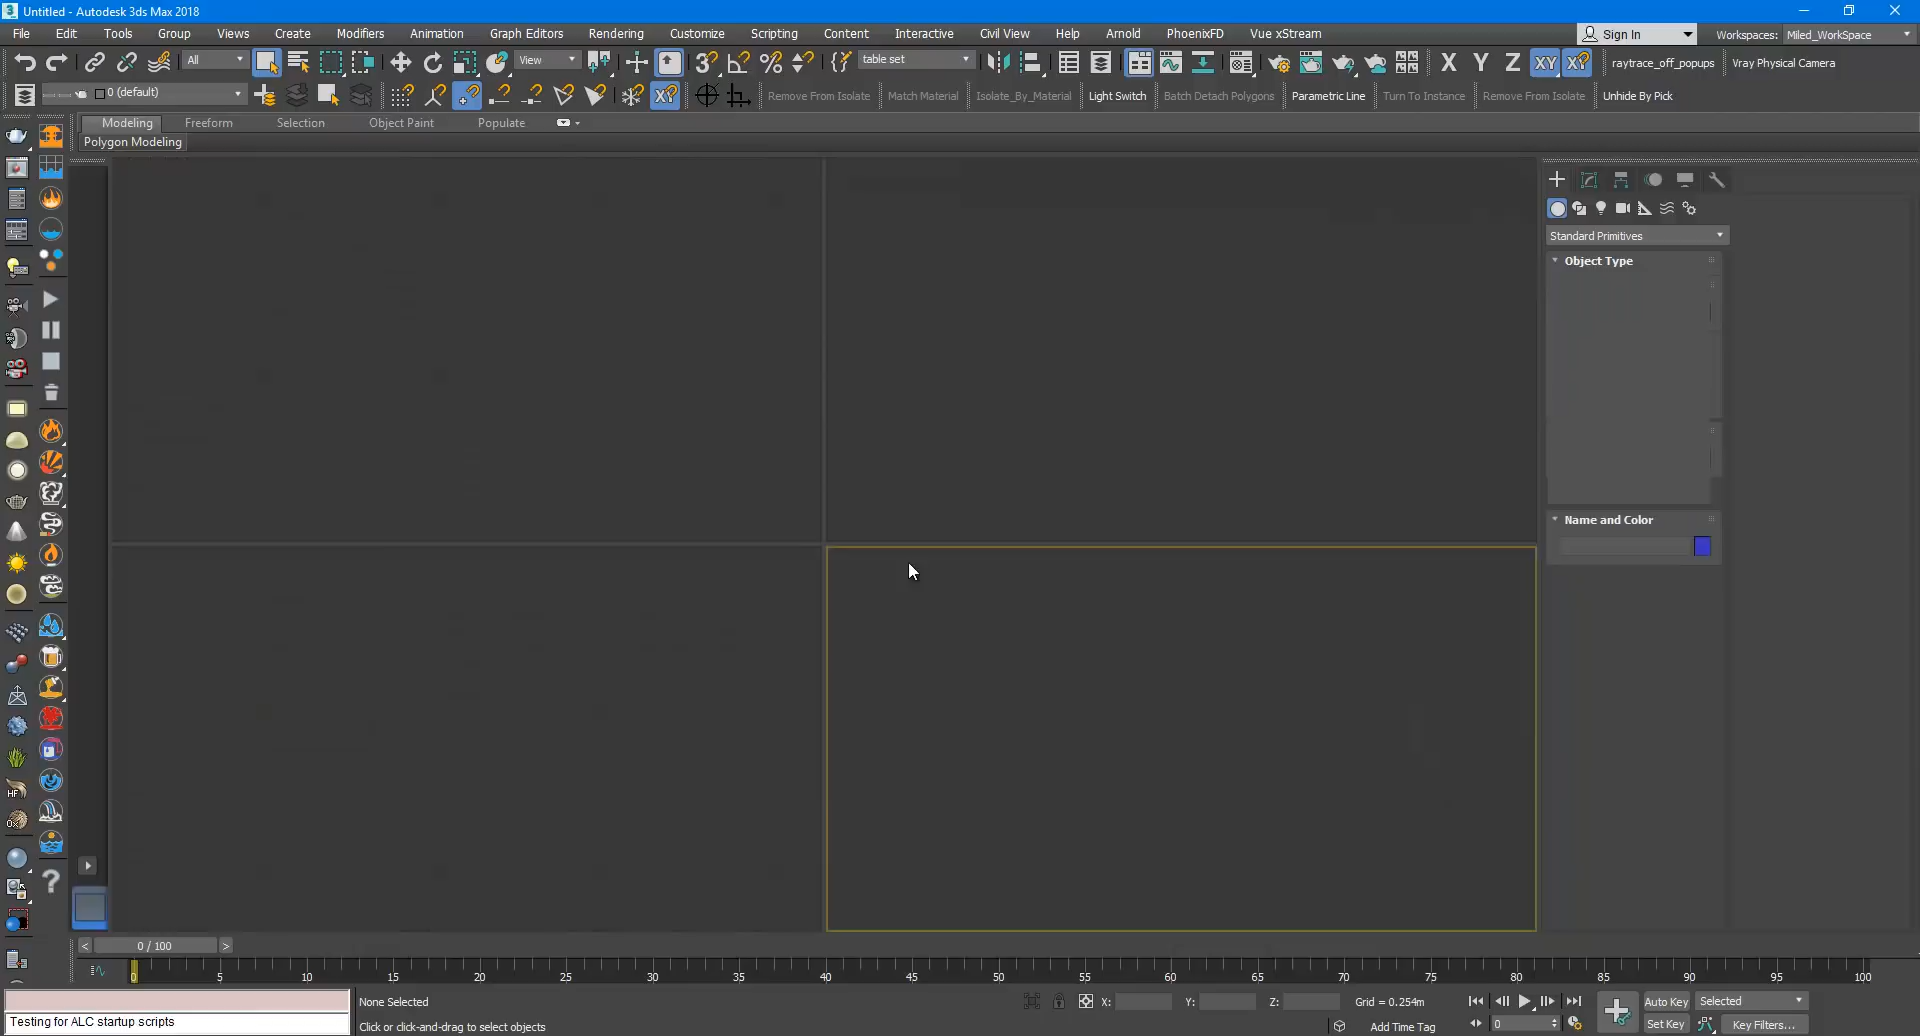 Untitled - Autodesk 3ds Max 2018
File Edit Tools Group Views Create Modifiers Animation Graph Editors Rendering Customize Scripting Content Interactive Civil View Help Arnold PhoenixFD Vue xStream Sign In Workspaces: Miled_WorkSpace
All View table set X Y Z XY XY raytrace_off_popups Vray Physical Camera
0 (default) XY Remove From Isolate Match Material Isolate_By_Material Light Switch Batch Detach Polygons Parametric Line Turn To Instance Remove From Isolate Unhide By Pick
Modeling Freeform Selection Object Paint Populate
Polygon Modeling
Standard Primitives
Object Type
Name and Color
HF
< 0 / 100 >
0 5 10 15 20 25 30 35 40 45 50 55 60 65 70 75 80 85 90 95 100
None Selected X: Y: Z: Grid = 0.254m Auto Key Selected
Testing for ALC startup scripts Click or click-and-drag to select objects Add Time Tag 0 Set Key Key Filters...